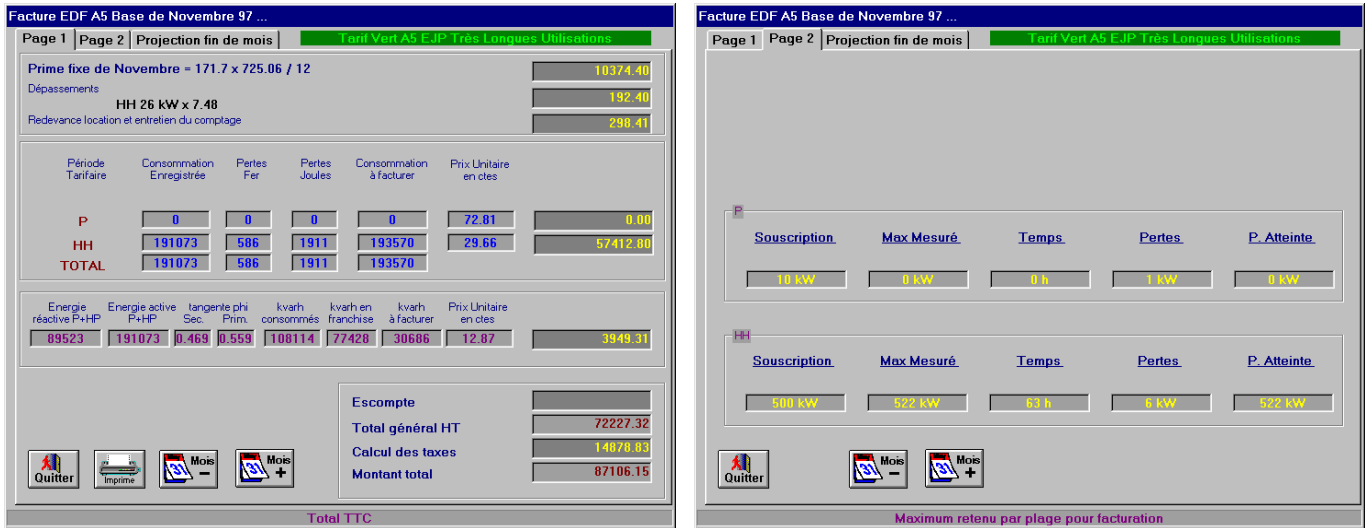 Facture EDF A5 Base de Novembre 97 ...
Page 1 Page 2 Projection fin de mois Tarif Vert A5 EJP Très Longues Utilisations
Prime fixe de Novembre = 171.7 x 725.06 / 12 10374.40
Dépassements
HH 26 kW x 7.48 192.40
Redevance location et entretien du comptage 298.41
Période Consommation Pertes Pertes Consommation Prix Unitaire
Tarifaire Enregistrée Fer Joules à facturer en ctes
P 0 0 0 0 72.81 0.00
HH 191073 586 1911 193570 29.66 57412.80
TOTAL 191073 586 1911 193570
Energie Energie active tangente phi kvarh kvarh en kvarh Prix Unitaire
réactive P+HP P+HP Sec. Prim. consommés franchise à facturer en ctes
89523 191073 0.469 0.559 108114 77428 30686 12.87 3949.31
Escompte
Total général HT 72227.32
Calcul des taxes 14878.83
Montant total 87106.15
Quitter Imprime 31 Mois - 31 Mois +
Total TTC
Facture EDF A5 Base de Novembre 97 ...
Page 1 Page 2 Projection fin de mois Tarif Vert A5 EJP Très Longues Utilisations
P
Souscription Max Mesuré Temps Pertes P. Atteinte
10 kW 0 kW 0 h 1 kW 0 kW
HH
Souscription Max Mesuré Temps Pertes P. Atteinte
500 kW 522 kW 63 h 6 kW 522 kW
Quitter 31 Mois - 31 Mois +
Maximum retenu par plage pour facturation